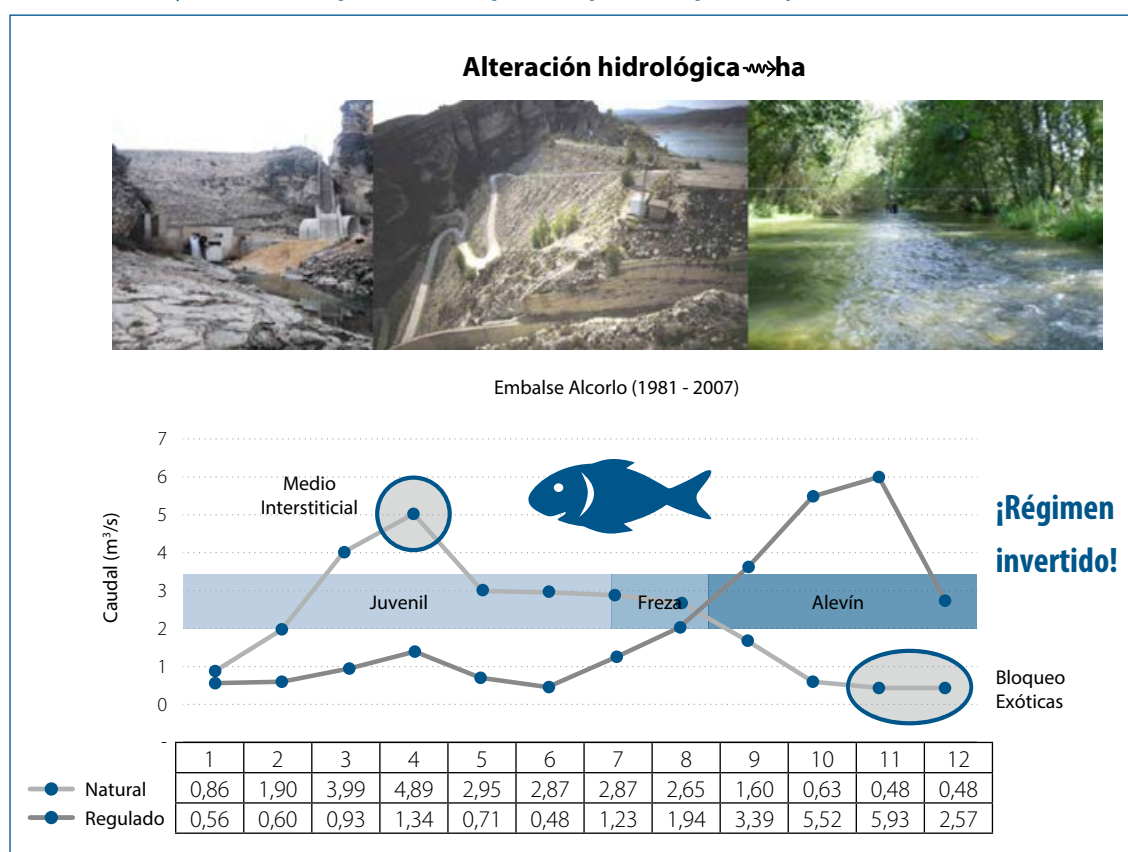 Alteración hidrológica ha
Embalse Alcorlo (1981 - 2007)
Caudal (m³/s)
7
6
5
4
3
2
1
0
-
Medio
Intersticicial
Juvenil
Freza
Alevín
¡Régimen
invertido!
Bloqueo
Exóticas
1 2 3 4 5 6 7 8 9 10 11 12
Natural 0,86 1,90 3,99 4,89 2,95 2,87 2,87 2,65 1,60 0,63 0,48 0,48
Regulado 0,56 0,60 0,93 1,34 0,71 0,48 1,23 1,94 3,39 5,52 5,93 2,57